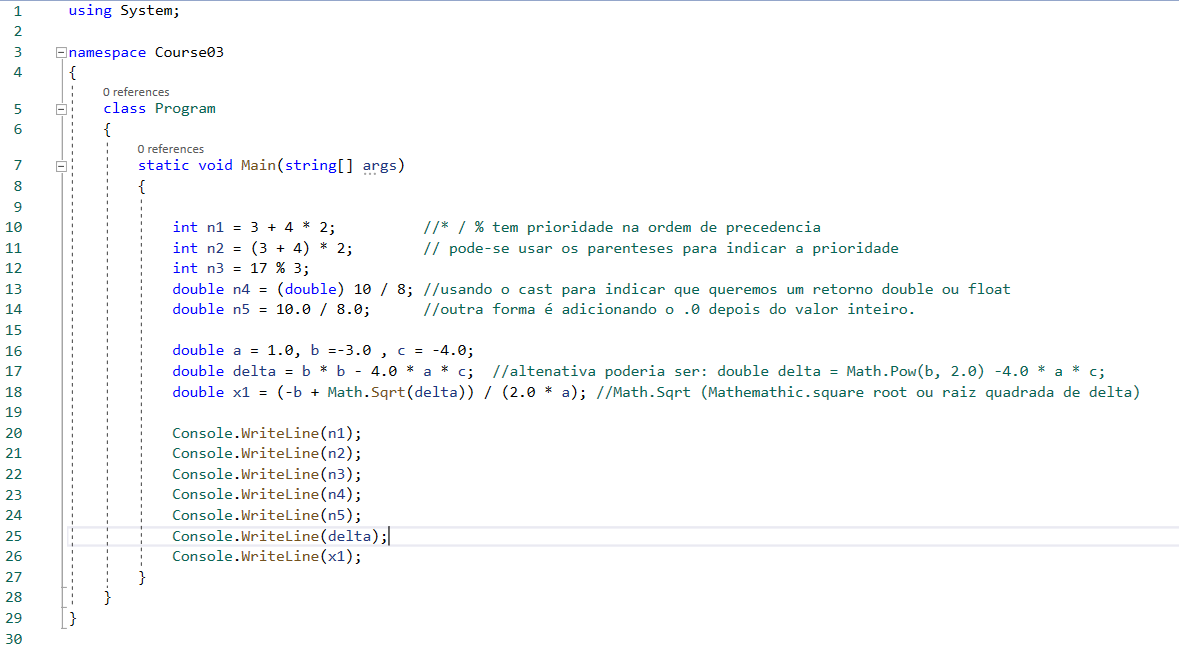 1 using System;
2
3 namespace Course03
4 {
0 references
5 class Program
6 {
0 references
7 static void Main(string[] args)
8 {
9
10 int n1 = 3 + 4 * 2; //* / % tem prioridade na ordem de precedencia
11 int n2 = (3 + 4) * 2; // pode-se usar os parenteses para indicar a prioridade
12 int n3 = 17 % 3;
13 double n4 = (double) 10 / 8; //usando o cast para indicar que queremos um retorno double ou float
14 double n5 = 10.0 / 8.0; //outra forma é adicionando o .0 depois do valor inteiro.
15
16 double a = 1.0, b =-3.0 , c = -4.0;
17 double delta = b * b - 4.0 * a * c; //altenativa poderia ser: double delta = Math.Pow(b, 2.0) -4.0 * a * c;
18 double x1 = (-b + Math.Sqrt(delta)) / (2.0 * a); //Math.Sqrt (Mathemathic.square root ou raiz quadrada de delta)
19
20 Console.WriteLine(n1);
21 Console.WriteLine(n2);
22 Console.WriteLine(n3);
23 Console.WriteLine(n4);
24 Console.WriteLine(n5);
25 Console.WriteLine(delta);
26 Console.WriteLine(x1);
27 }
28 }
29 }
30